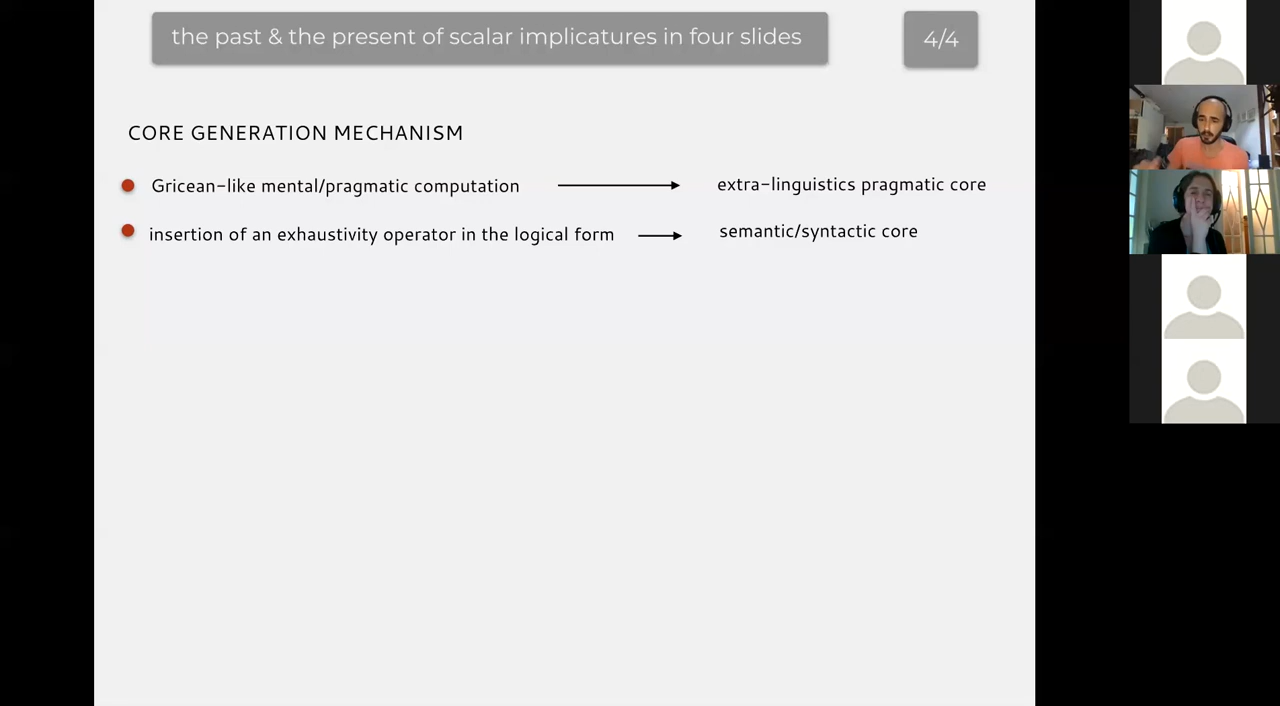 the past & the present of scalar implicatures in four slides
4/4
CORE GENERATION MECHANISM
Gricean-like mental/pragmatic computation
extra-linguistics pragmatic core
insertion of an exhaustivity operator in the logical form
semantic/syntactic core